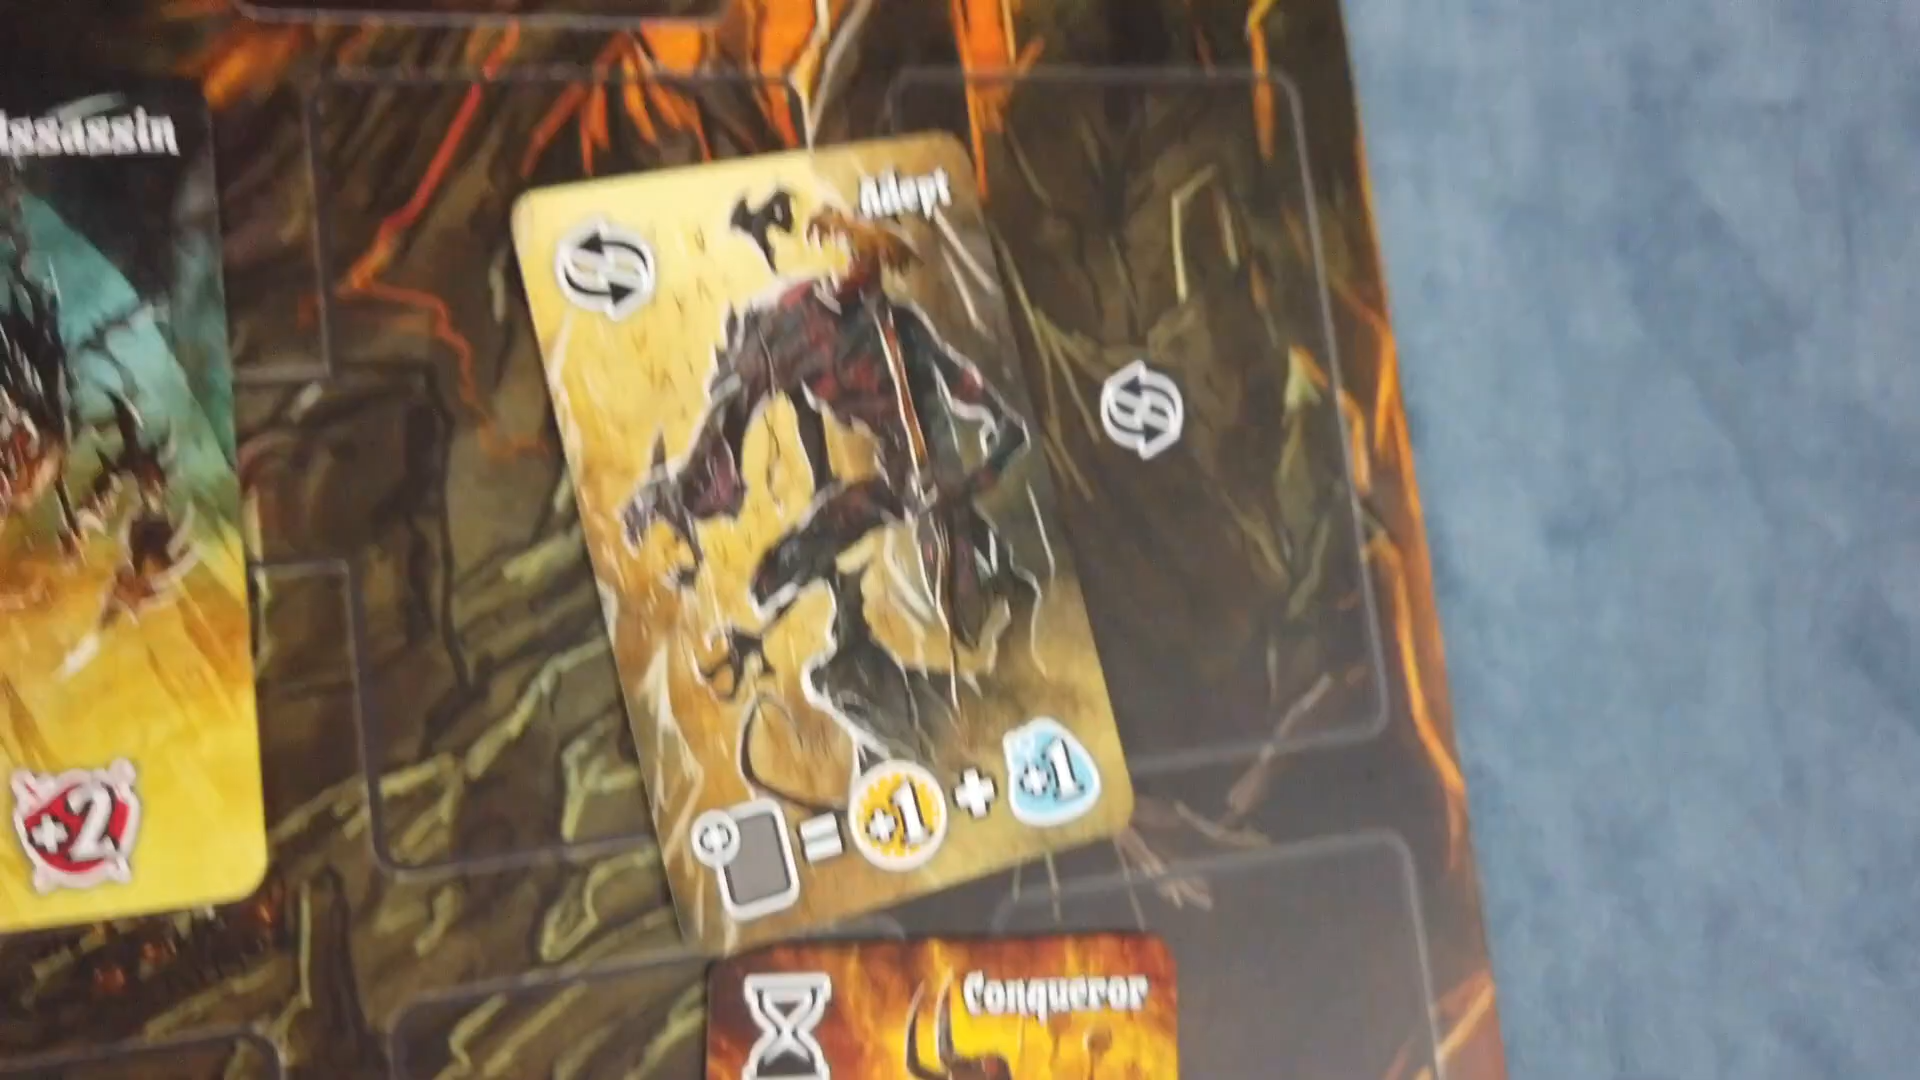 Assassin
+2
Adept
= +1 + +1
Conqueror